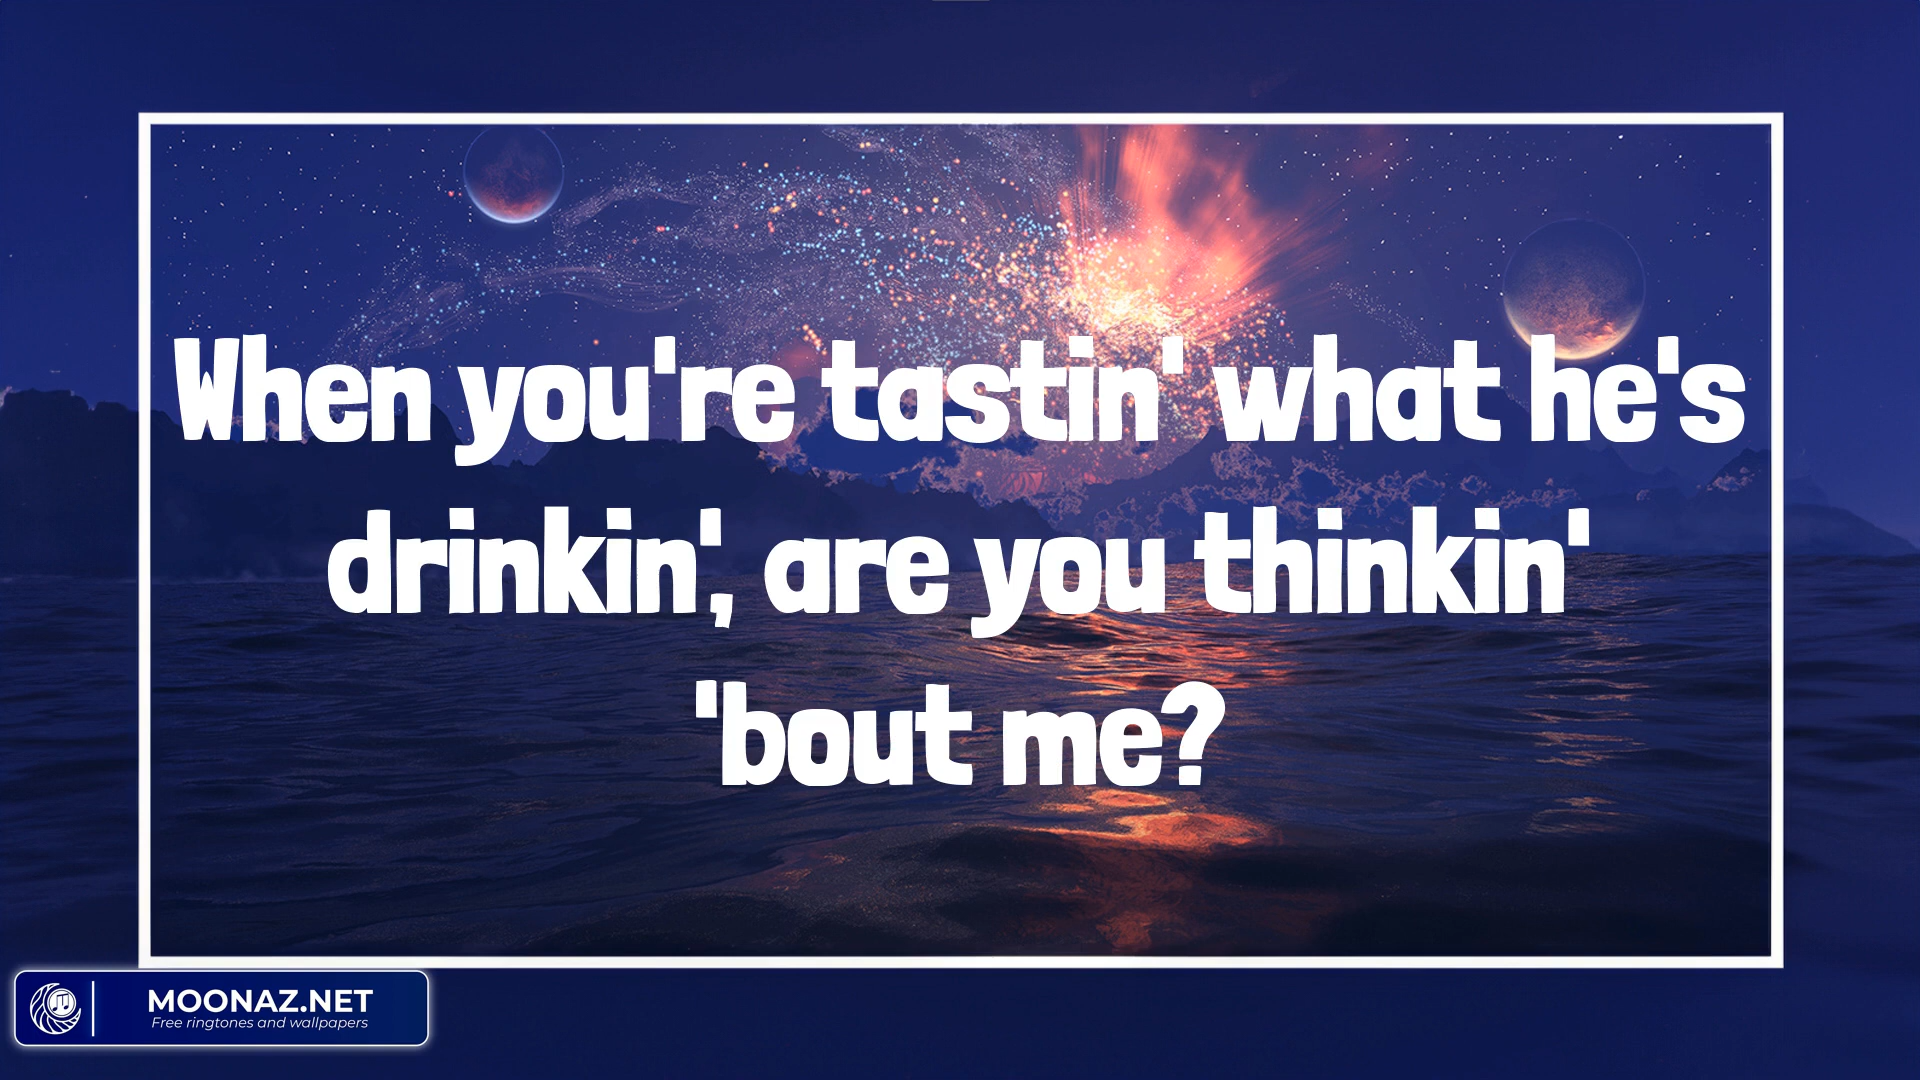 When you're tastin' what he's
drinkin', are you thinkin'
'bout me?
MOONAZ.NET
Free ringtones and wallpapers